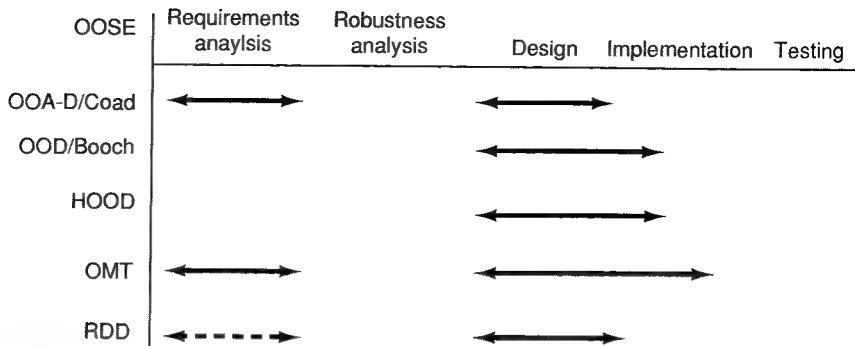 OOSE
Requirements
anaylsis
Robustness
analysis
Design
Implementation
Testing
OOA-D/Coad
OOD/Booch
HOOD
OMT
RDD